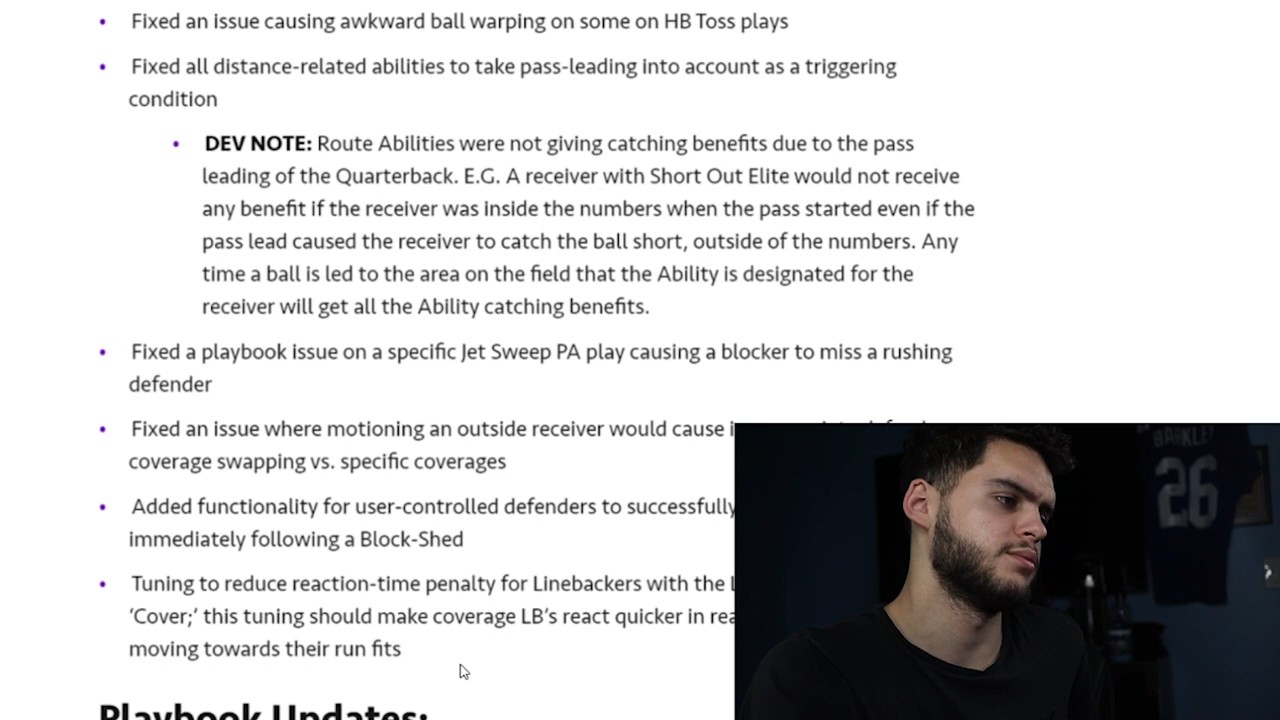 • Fixed an issue causing awkward ball warping on some on HB Toss plays
• Fixed all distance-related abilities to take pass-leading into account as a triggering
condition
• DEV NOTE: Route Abilities were not giving catching benefits due to the pass
leading of the Quarterback. E.G. A receiver with Short Out Elite would not receive
any benefit if the receiver was inside the numbers when the pass started even if the
pass lead caused the receiver to catch the ball short, outside of the numbers. Any
time a ball is led to the area on the field that the Ability is designated for the
receiver will get all the Ability catching benefits.
• Fixed a playbook issue on a specific Jet Sweep PA play causing a blocker to miss a rushing
defender
• Fixed an issue where motioning an outside receiver would cause
coverage swapping vs. specific coverages
• Added functionality for user-controlled defenders to successfully
immediately following a Block-Shed
• Tuning to reduce reaction-time penalty for Linebackers with the
‘Cover;’ this tuning should make coverage LB’s react quicker in
moving towards their run fits
Playbook Updates:
BARKLEY
26